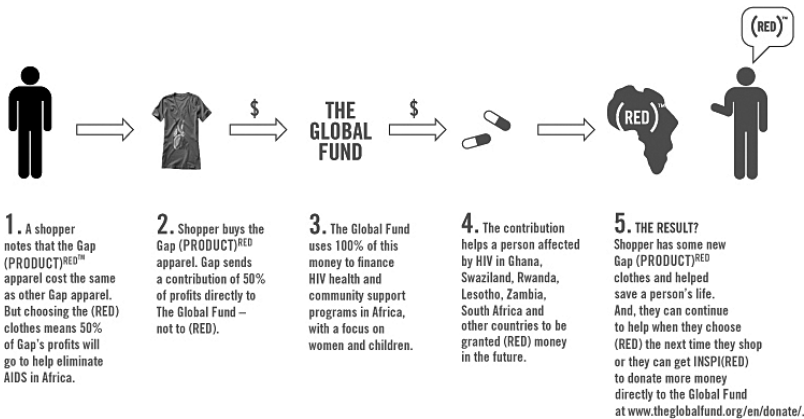 (RED)™
$
THE
GLOBAL
FUND
$
(RED)™
1. A shopper
notes that the Gap
(PRODUCT)RED™
apparel cost the same
as other Gap apparel.
But choosing the (RED)
clothes means 50%
of Gap's profits will
go to help eliminate
AIDS in Africa.
2. Shopper buys the
Gap (PRODUCT)RED
apparel. Gap sends
a contribution of 50%
of profits directly to
The Global Fund –
not to (RED).
3. The Global Fund
uses 100% of this
money to finance
HIV health and
community support
programs in Africa,
with a focus on
women and children.
4. The contribution
helps a person affected
by HIV in Ghana,
Swaziland, Rwanda,
Lesotho, Zambia,
South Africa and
other countries to be
granted (RED) money
in the future.
5. THE RESULT?
Shopper has some new
Gap (PRODUCT)RED
clothes and helped
save a person's life.
And, they can continue
to help when they choose
(RED) the next time they shop
or they can get INSPI(RED)
to donate more money
directly to the Global Fund
at www.theglobalfund.org/en/donate/.